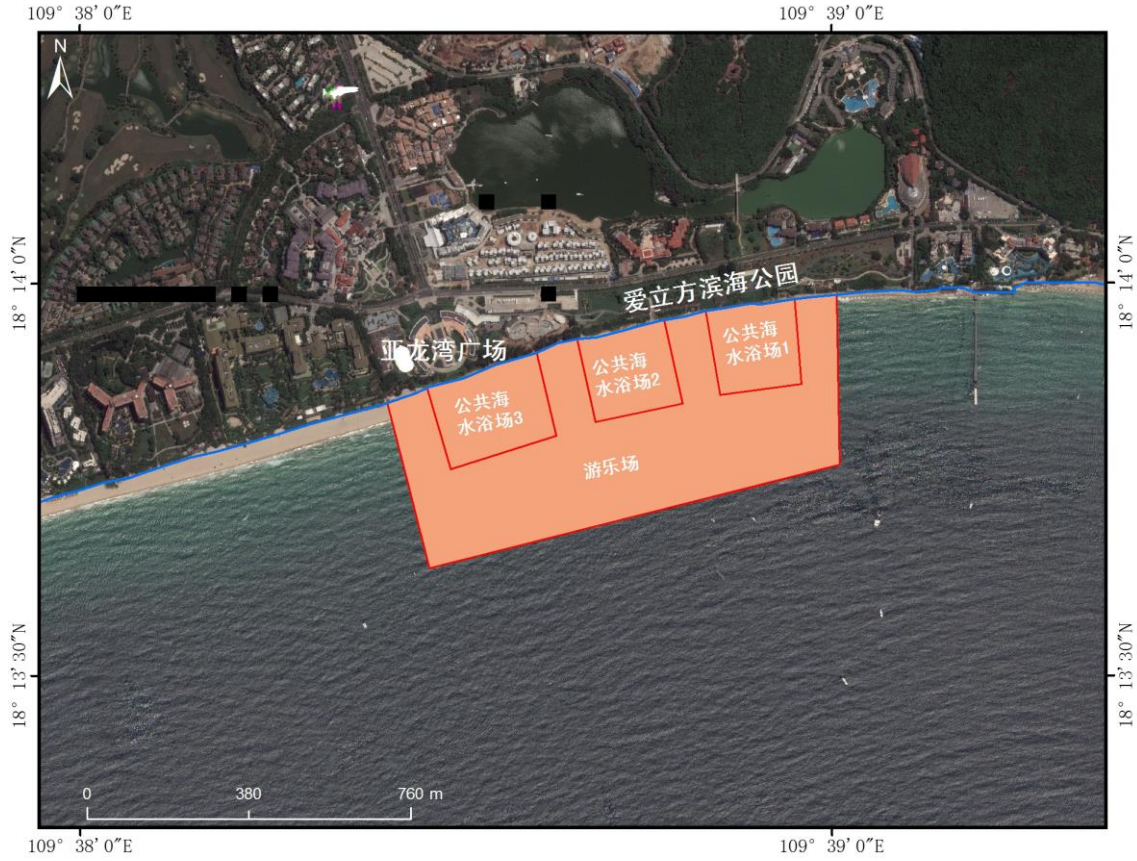 109° 38′ 0″E
109° 39′ 0″E
N
18° 14′ 0″N
18° 14′ 0″N
爱立方滨海公园
亚龙湾广场
公共海
水浴场1
公共海
水浴场2
公共海
水浴场3
游乐场
18° 13′ 30″N
18° 13′ 30″N
0
380
760 m
109° 38′ 0″E
109° 39′ 0″E